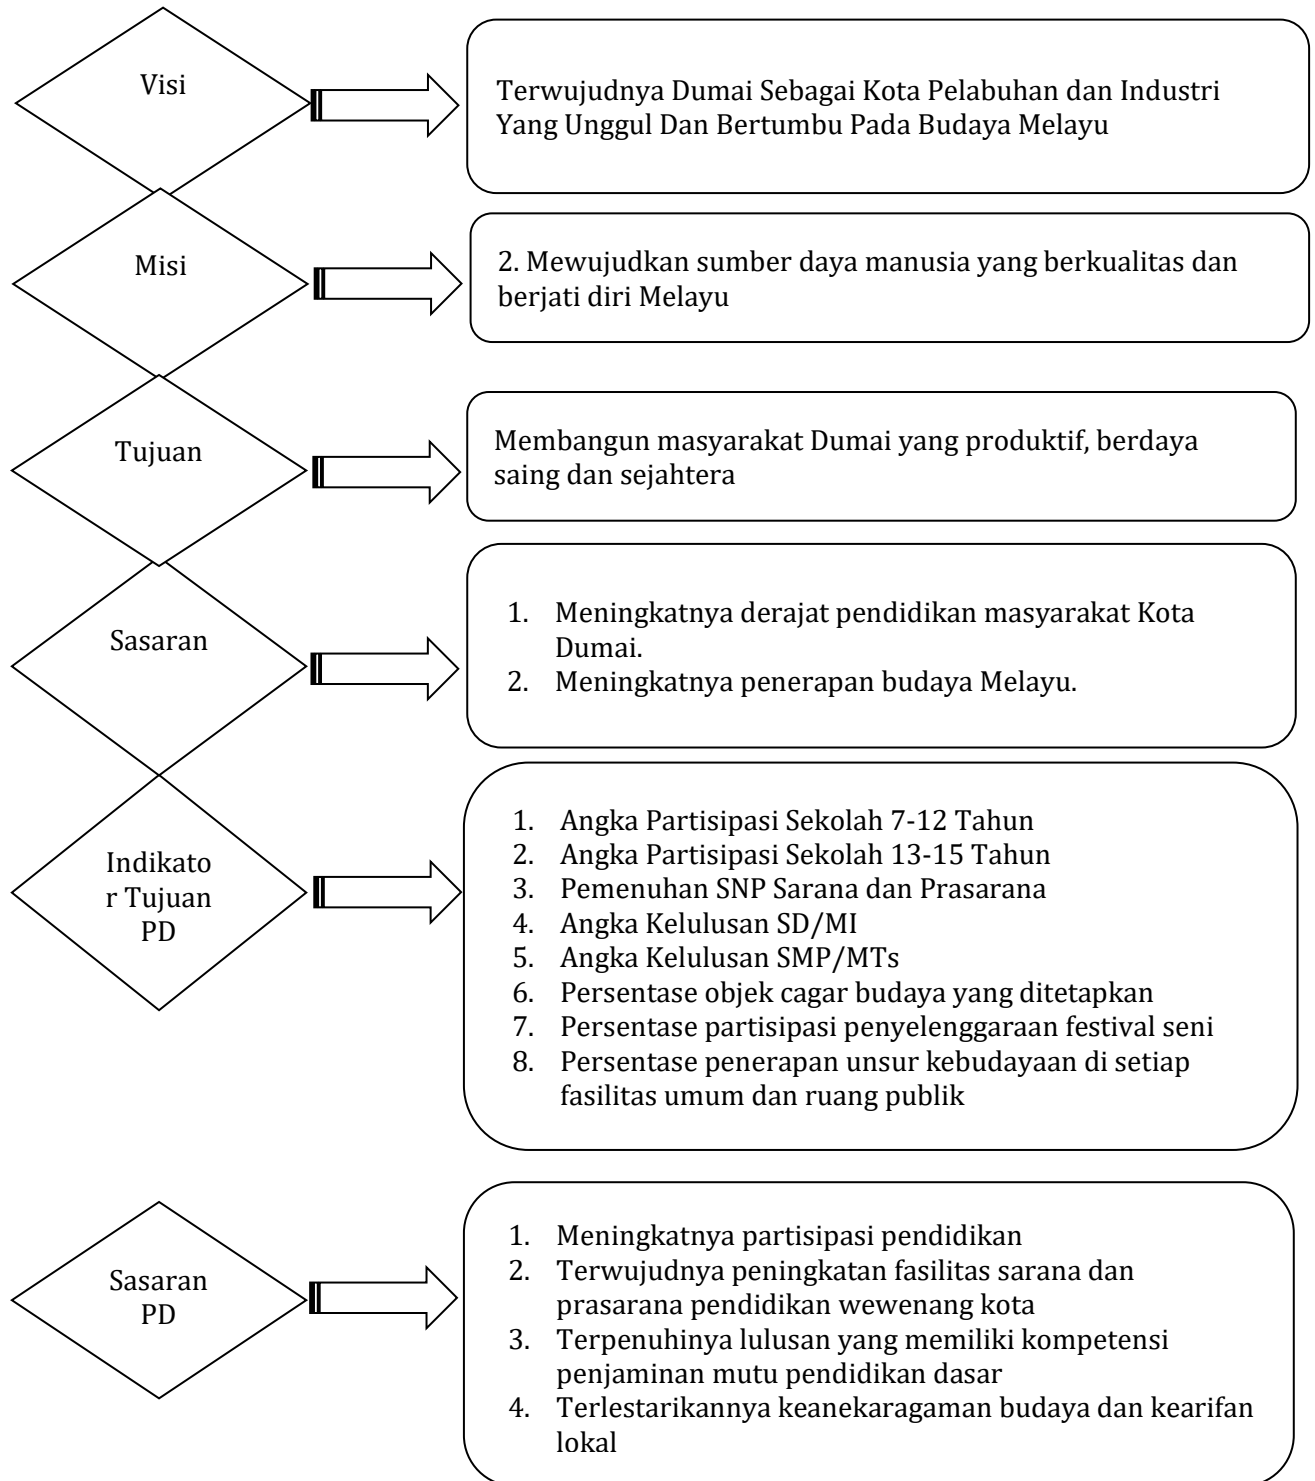 Visi
Terwujudnya Dumai Sebagai Kota Pelabuhan dan Industri
Yang Unggul Dan Bertumbu Pada Budaya Melayu
Misi
2. Mewujudkan sumber daya manusia yang berkualitas dan
berjati diri Melayu
Tujuan
Membangun masyarakat Dumai yang produktif, berdaya
saing dan sejahtera
Sasaran
1. Meningkatnya derajat pendidikan masyarakat Kota
Dumai.
2. Meningkatnya penerapan budaya Melayu.
Indikato
r Tujuan
PD
1. Angka Partisipasi Sekolah 7-12 Tahun
2. Angka Partisipasi Sekolah 13-15 Tahun
3. Pemenuhan SNP Sarana dan Prasarana
4. Angka Kelulusan SD/MI
5. Angka Kelulusan SMP/MTs
6. Persentase objek cagar budaya yang ditetapkan
7. Persentase partisipasi penyelenggaraan festival seni
8. Persentase penerapan unsur kebudayaan di setiap
fasilitas umum dan ruang publik
Sasaran
PD
1. Meningkatnya partisipasi pendidikan
2. Terwujudnya peningkatan fasilitas sarana dan
prasarana pendidikan wewenang kota
3. Terpenuhinya lulusan yang memiliki kompetensi
penjaminan mutu pendidikan dasar
4. Terlestarikannya keanekaragaman budaya dan kearifan
lokal